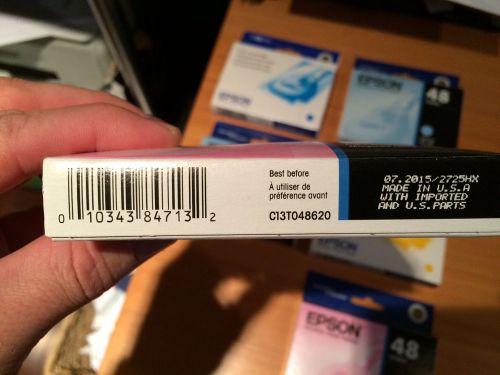 EPSON
EPSON
48
Best before
À utiliser de
préférence avant
C13T048620
07.2015/2725HX
MADE IN U.S.A
WITH IMPORTED
AND U.S.PARTS
0 10343 84713 2
EPSON
48